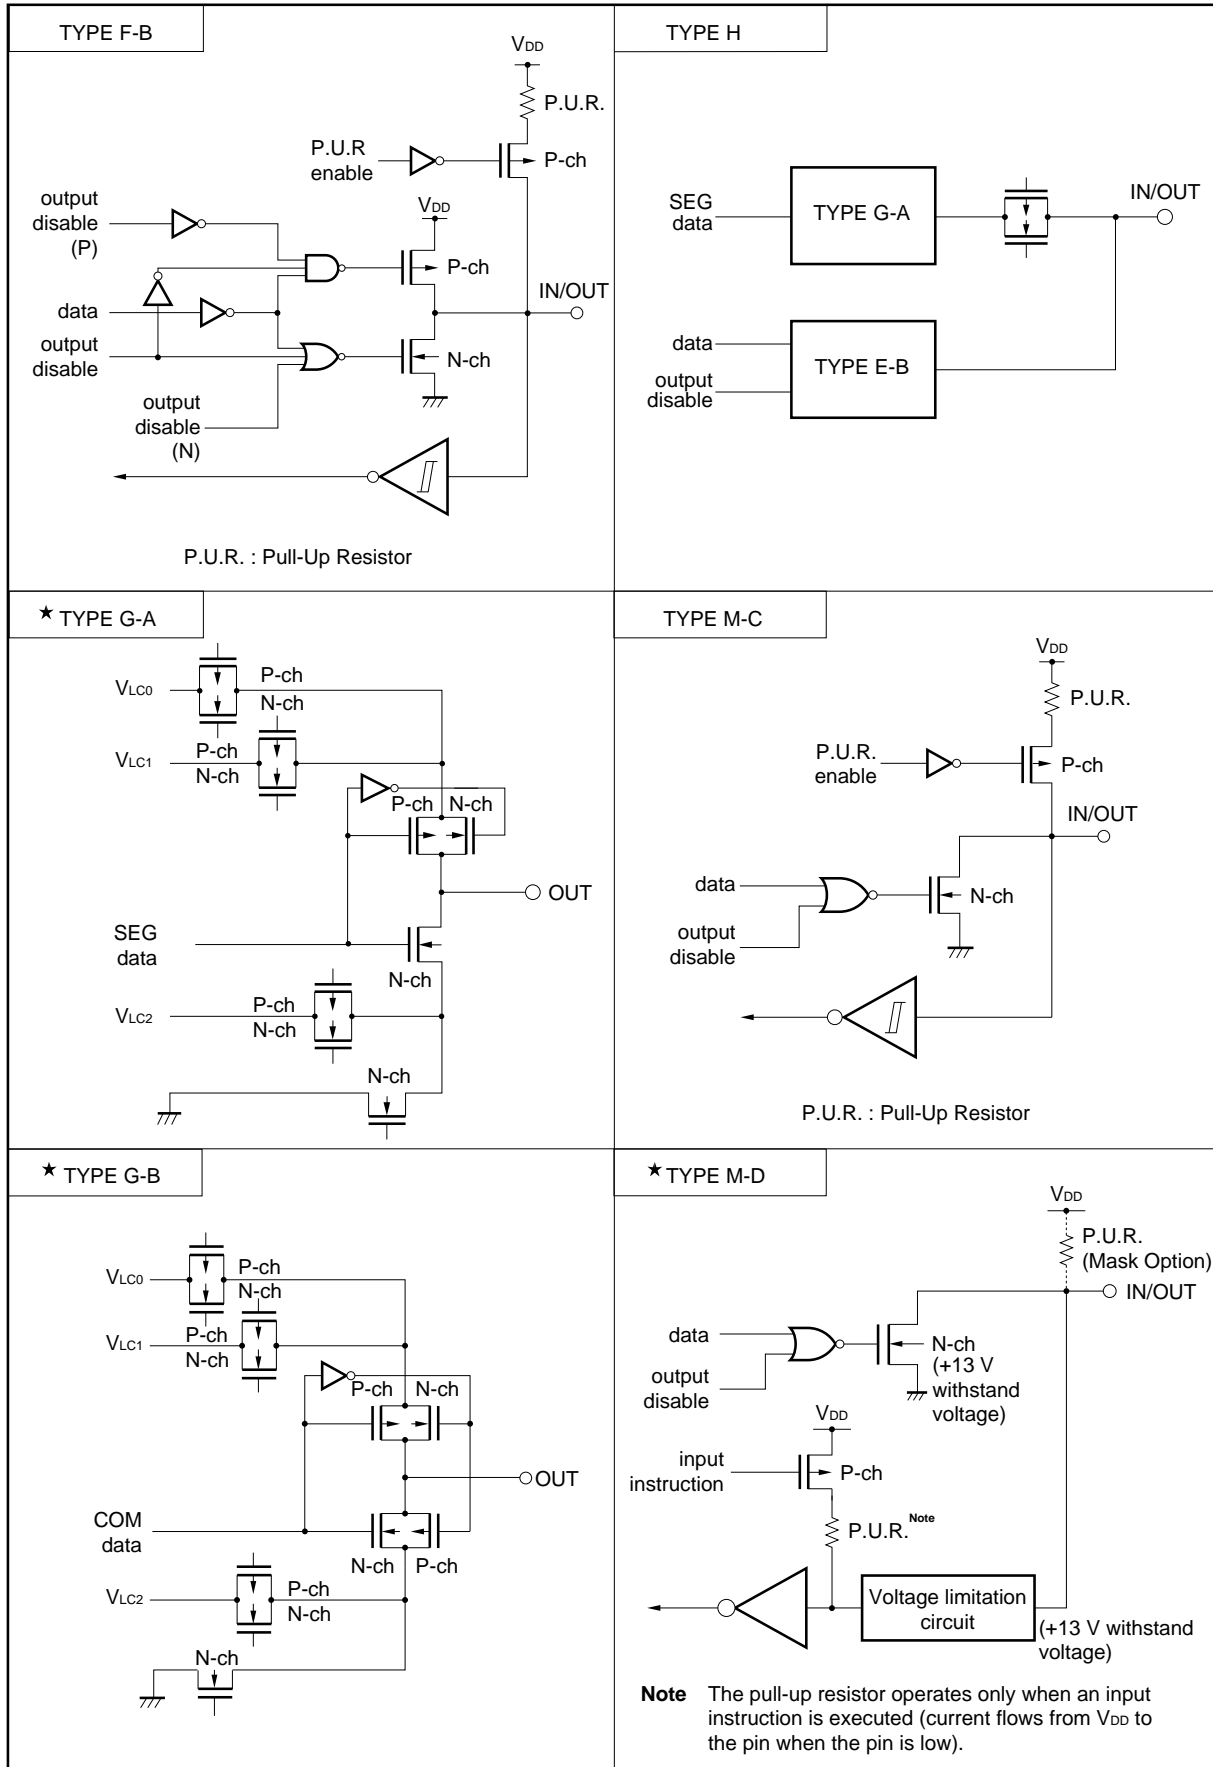 TYPE F-B
VDD
P.U.R.
P.U.R
enable
P-ch
output
disable
(P)
VDD
P-ch
IN/OUT
data
output
disable
N-ch
output
disable
(N)
P.U.R. : Pull-Up Resistor
TYPE H
SEG
data
TYPE G-A
IN/OUT
data
output
disable
TYPE E-B
★ TYPE G-A
VLC0
P-ch
N-ch
VLC1
P-ch
N-ch
P-ch N-ch
OUT
SEG
data
N-ch
VLC2
P-ch
N-ch
N-ch
TYPE M-C
VDD
P.U.R.
P.U.R.
enable
P-ch
IN/OUT
data
output
disable
N-ch
P.U.R. : Pull-Up Resistor
★ TYPE G-B
VLC0
P-ch
N-ch
VLC1
P-ch
N-ch
P-ch N-ch
OUT
COM
data
N-ch P-ch
VLC2
P-ch
N-ch
N-ch
★ TYPE M-D
VDD
P.U.R.
(Mask Option)
IN/OUT
data
output
disable
N-ch
(+13 V
withstand
voltage)
VDD
input
instruction
P-ch
P.U.R.Note
Voltage limitation
circuit
(+13 V withstand
voltage)
Note The pull-up resistor operates only when an input
instruction is executed (current flows from VDD to
the pin when the pin is low).